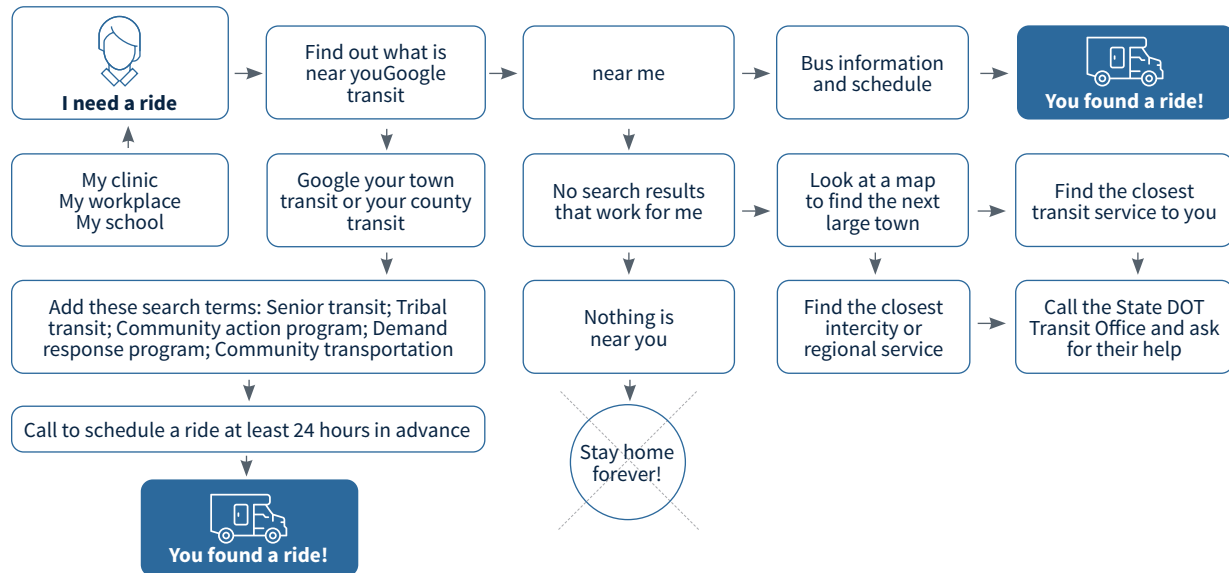 I need a ride
Find out what is
near youGoogle
transit
near me
Bus information
and schedule
You found a ride!
My clinic
My workplace
My school
Google your town
transit or your county
transit
No search results
that work for me
Look at a map
to find the next
large town
Find the closest
transit service to you
Add these search terms: Senior transit; Tribal
transit; Community action program; Demand
response program; Community transportation
Nothing is
near you
Find the closest
intercity or
regional service
Call the State DOT
Transit Office and ask
for their help
Call to schedule a ride at least 24 hours in advance
Stay home
forever!
You found a ride!